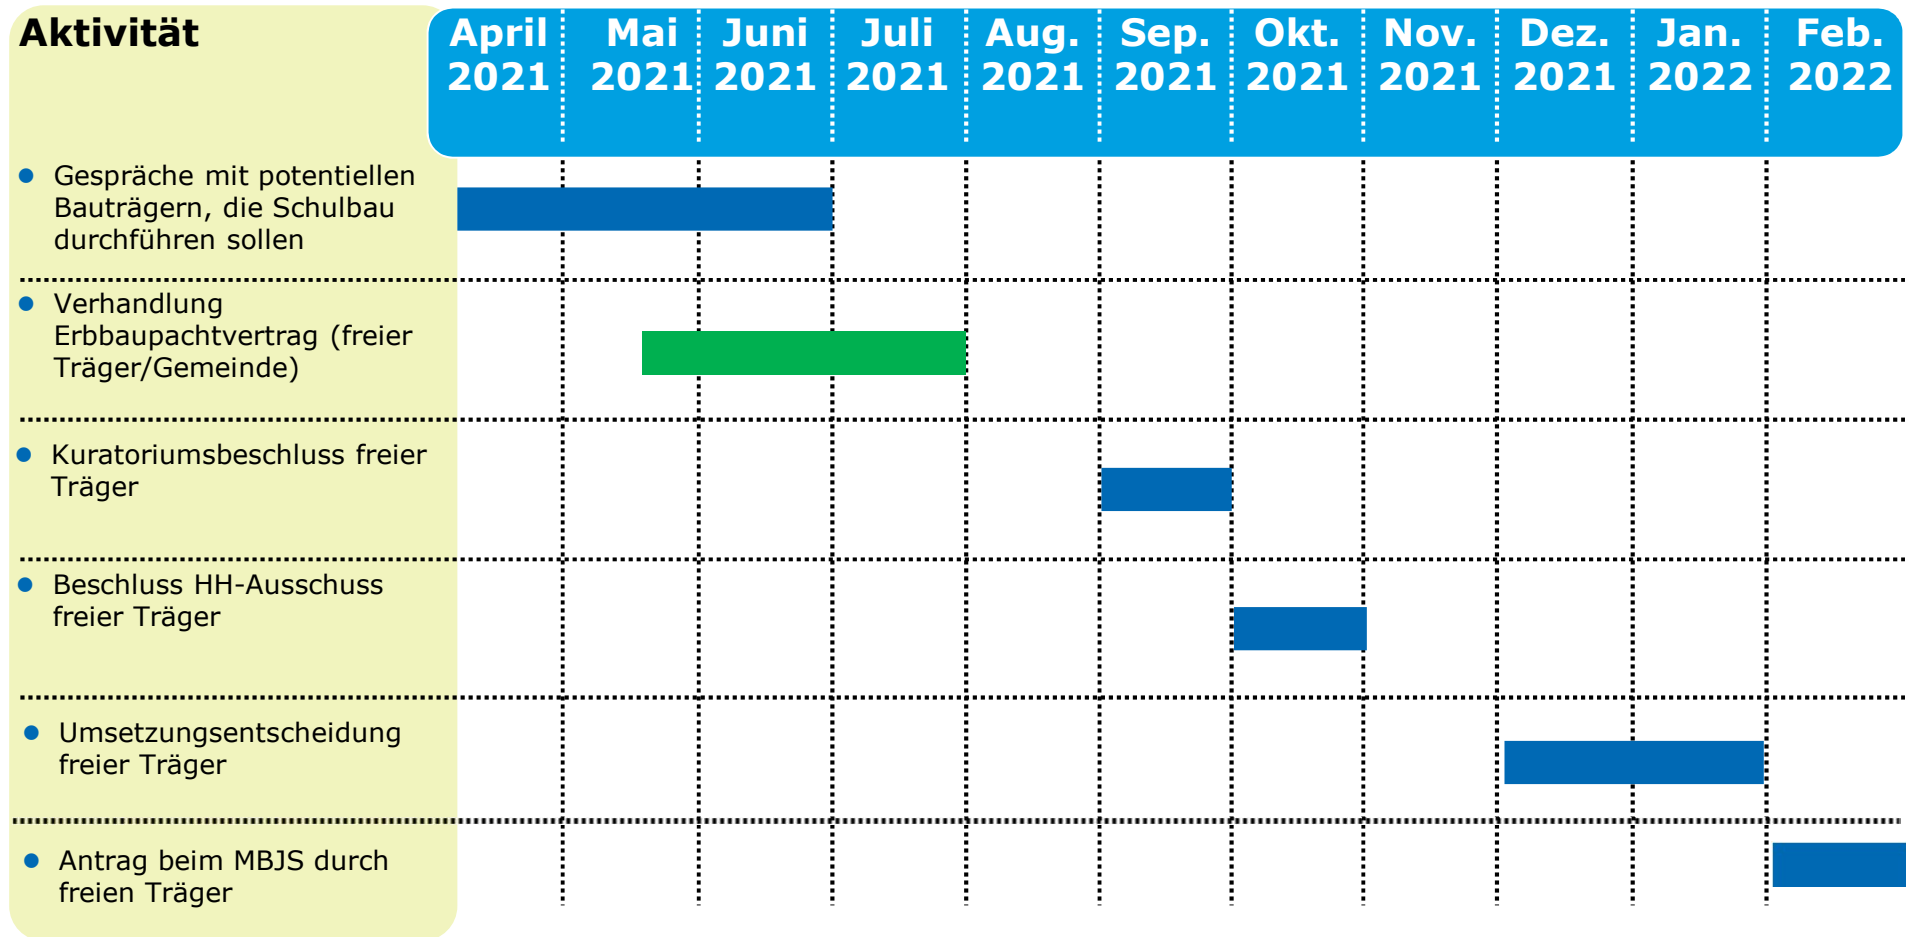 Aktivität
April Mai Juni Juli Aug. Sep. Okt. Nov. Dez. Jan. Feb.
2021 2021 2021 2021 2021 2021 2021 2021 2021 2022 2022
Gespräche mit potentiellen
Bauträgern, die Schulbau
durchführen sollen
Verhandlung
Erbbaupachtvertrag (freier
Träger/Gemeinde)
Kuratoriumsbeschluss freier
Träger
Beschluss HH-Ausschuss
freier Träger
Umsetzungsentscheidung
freier Träger
Antrag beim MBJS durch
freien Träger